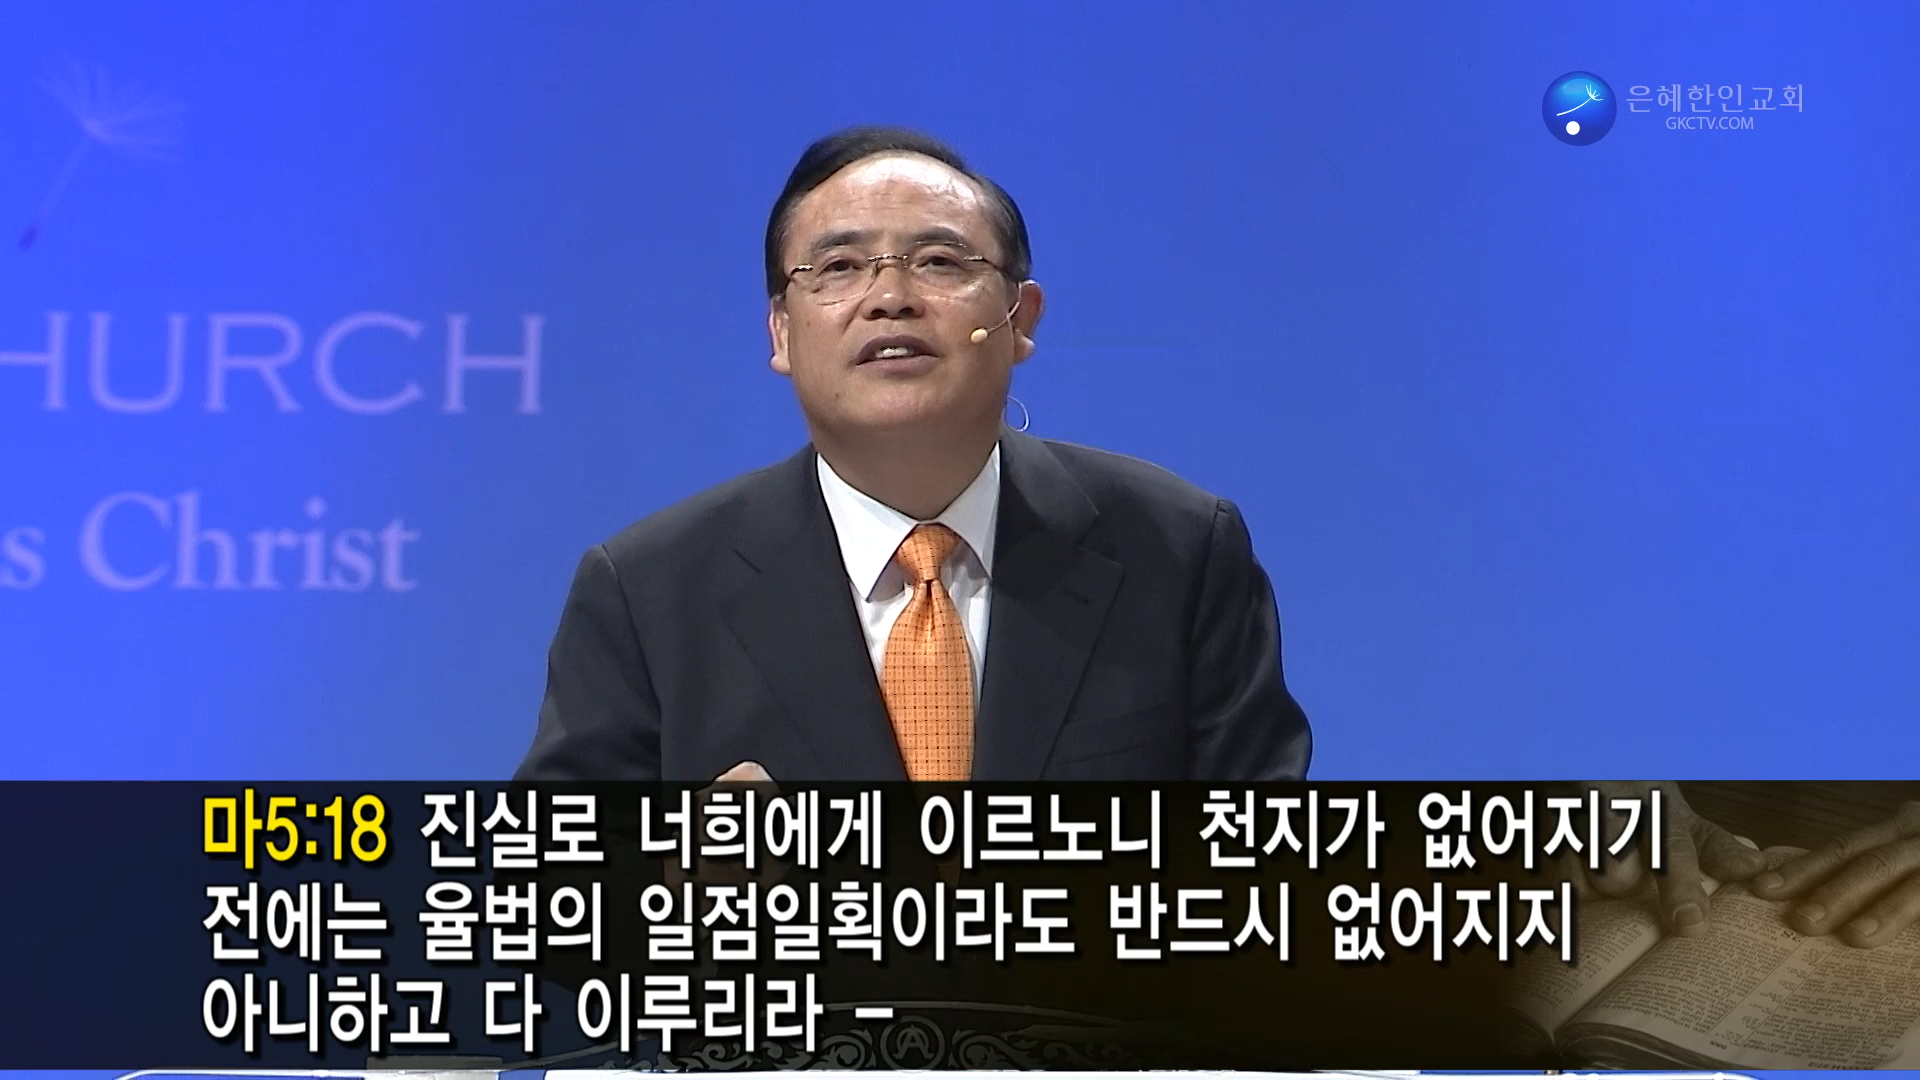 은혜한인교회
GKCTV.COM
HURCH
s Christ
마5:18 진실로 너희에게 이르노니 천지가 없어지기
전에는 율법의 일점일획이라도 반드시 없어지지
아니하고 다 이루리라 -